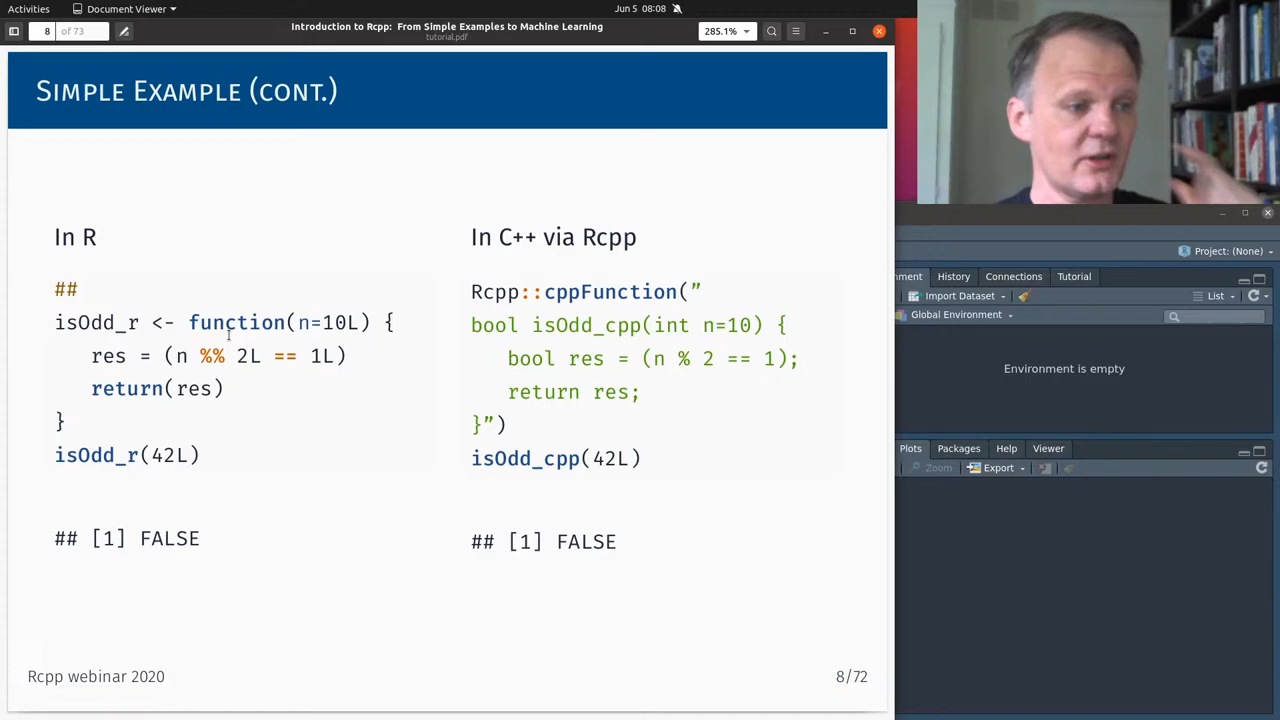 Activities
Document Viewer
Jun 5 08:08
8 of 73
Introduction to Rcpp: From Simple Examples to Machine Learning
tutorial.pdf
285.1%
SIMPLE EXAMPLE (CONT.)
In R
##
isOdd_r <- function(n=10L) {
res = (n %% 2L == 1L)
return(res)
}
isOdd_r(42L)
## [1] FALSE
In C++ via Rcpp
Rcpp::cppFunction("
bool isOdd_cpp(int n=10) {
bool res = (n % 2 == 1);
return res;
}")
isOdd_cpp(42L)
## [1] FALSE
Rcpp webinar 2020
8/72
Project: (None)
nment History Connections Tutorial
Import Dataset
List
Global Environment
Environment is empty
Plots Packages Help Viewer
Zoom Export